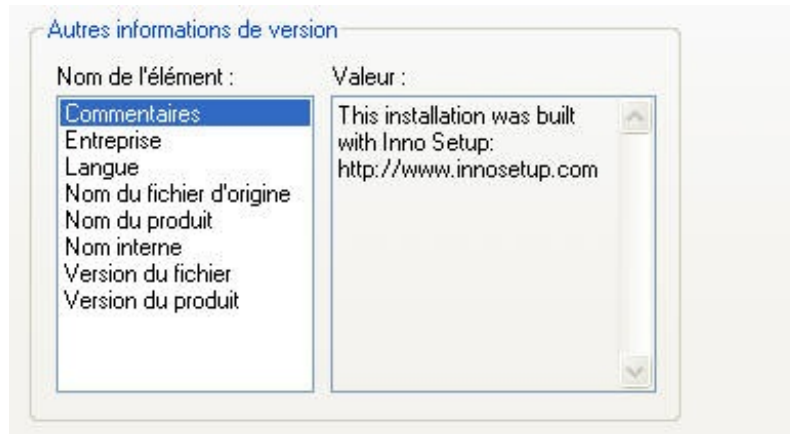 Autres informations de version
Nom de l'élément :
Valeur :
Commentaires
Entreprise
Langue
Nom du fichier d'origine
Nom du produit
Nom interne
Version du fichier
Version du produit
This installation was built
with Inno Setup:
http://www.innosetup.com